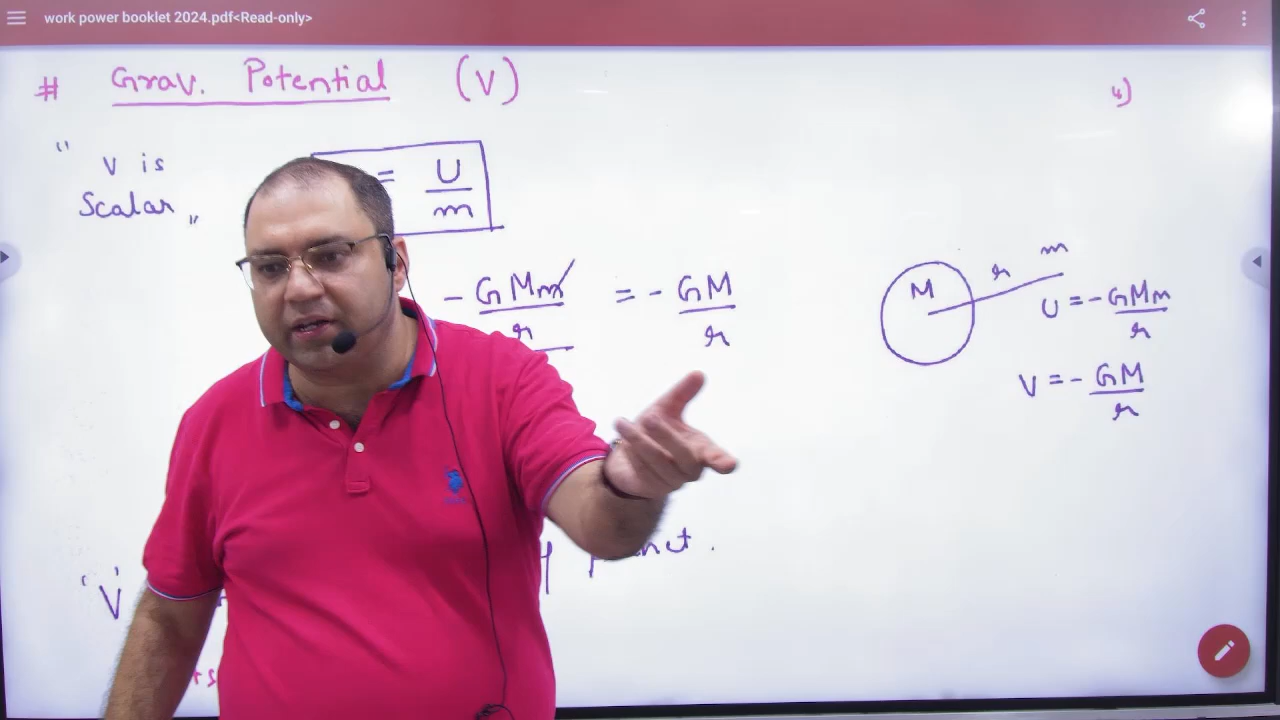 work power booklet 2024.pdf<Read-only>
# Grav. Potential (V)
4)
" V is
Scalar "
= U/m
- GMm/r = - GM/r
m
M r
U = - GMm/r
V = - GM/r
'V'